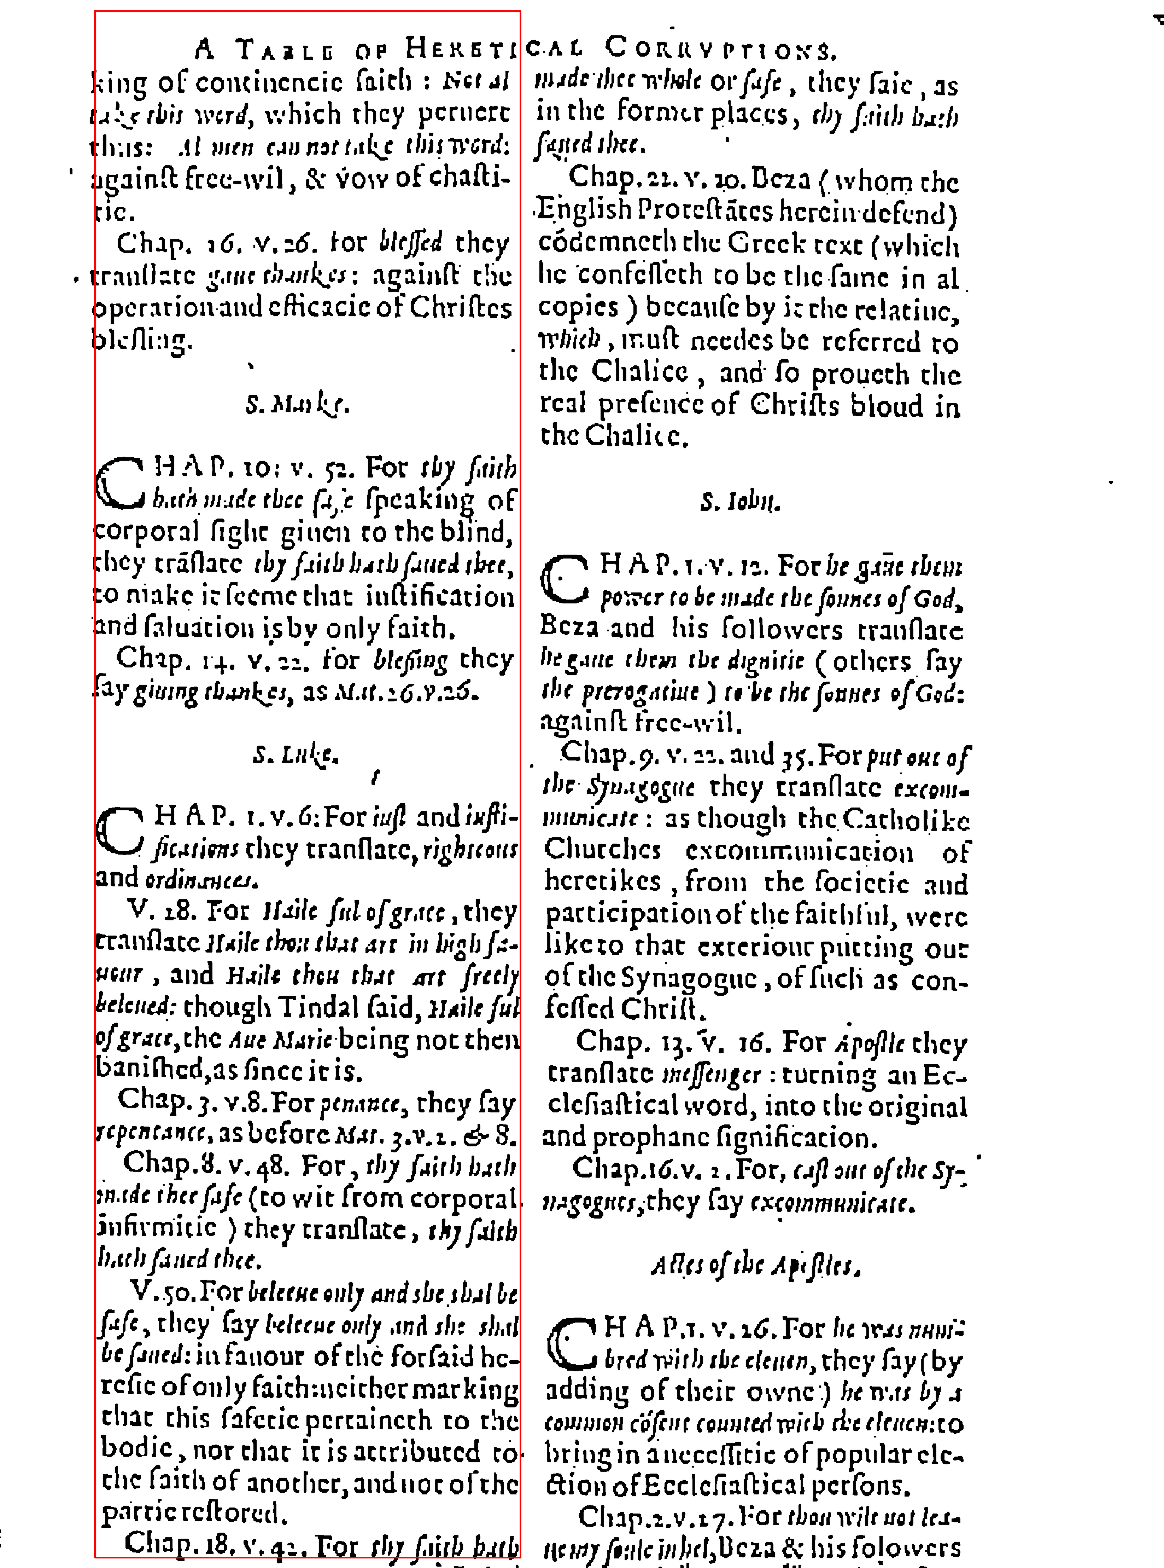 A TABLE OF HERETICAL CORRVPTIONS.
king of continencie saith: Not al
take this word, which they peruert
thus: Al men can not take this word:
against free-wil, & vow of chasti-
tie.
Chap. 16. v. 26. for blessed they
translate gaue thankes: against the
operation and efficacie of Christes
blessing.
S. Marke.
CHAP. 10: v. 52. For thy faith
hath made thee safe speaking of
corporal sight giuen to the blind,
they trãslate thy faith hath saued thee,
to make it seeme that iustification
and saluation is by only faith.
Chap. 14. v. 22. for blessing they
say giuing thankes, as Mat. 26. v. 26.
S. Luke.
CHAP. 1. v. 6: For iust and iusti-
fications they translate, righteous
and ordinances.
V. 28. For Haile ful of grace, they
translate Haile thou that art in high fa-
uour, and Haile thou that art freely
beloued: though Tindal said, Haile ful
of grace, the Aue Marie being not then
banished, as since it is.
Chap. 3. v. 8. For penance, they say
repentance, as before Mat. 3. v. 2. & 8.
Chap. 8. v. 48. For, thy faith hath
made thee safe (to wit from corporal
infirmitie) they translate, thy faith
hath saued thee.
V. 50. For beleeue only and she shal be
safe, they say beleeue only and she shal
be saued: in fauour of the forsaid he-
resie of only faith: neither marking
that this safetie pertaineth to the
bodie, nor that it is attributed to
the faith of another, and not of the
partie restored.
Chap. 18. v. 42. For thy faith hath
made thee whole or safe, they saie, as
in the former places, thy faith hath
saued thee.
Chap. 22. v. 20. Beza (whom the
English Protestãtes herein defend)
cõdemneth the Greek text (which
he confesseth to be the same in al
copies) because by it the relatiue,
which, must needes be referred to
the Chalice, and so proueth the
real presence of Christs bloud in
the Chalice.
S. Iohn.
CHAP. 1. v. 12. For he gaue them
power to be made the sonnes of God,
Beza and his followers translate
he gaue them the dignitie (others say
the prerogatiue) to be the sonnes of God:
against free-wil.
Chap. 9. v. 22. and 35. For put out of
the Synagogue they translate excom-
municate: as though the Catholike
Churches excommunication of
heretikes, from the societie and
participation of the faithful, were
like to that exteriour putting out
of the Synagogue, of such as con-
fessed Christ.
Chap. 13. v. 16. For Apostle they
translate messenger: turning an Ec-
clesiastical word, into the original
and prophane signification.
Chap. 16. v. 2. For, cast out of the Sy-
nagogues, they say excommunicate.
Actes of the Apostles.
CHAP. 1. v. 26. For he was num-
bred with the eleuen, they say (by
adding of their owne) he was by a
common cõsent counted with the eleuen: to
bring in a necessitie of popular ele-
ction of Ecclesiastical persons.
Chap. 2. v. 27. For thou wilt not lea-
ue my soule in hel, Beza & his folowers